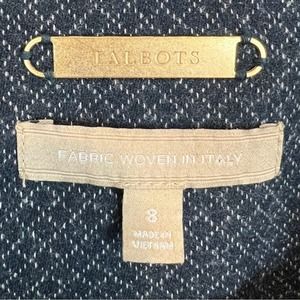 TALBOTS
FABRIC WOVEN IN ITALY
8
MADE IN
VIETNAM